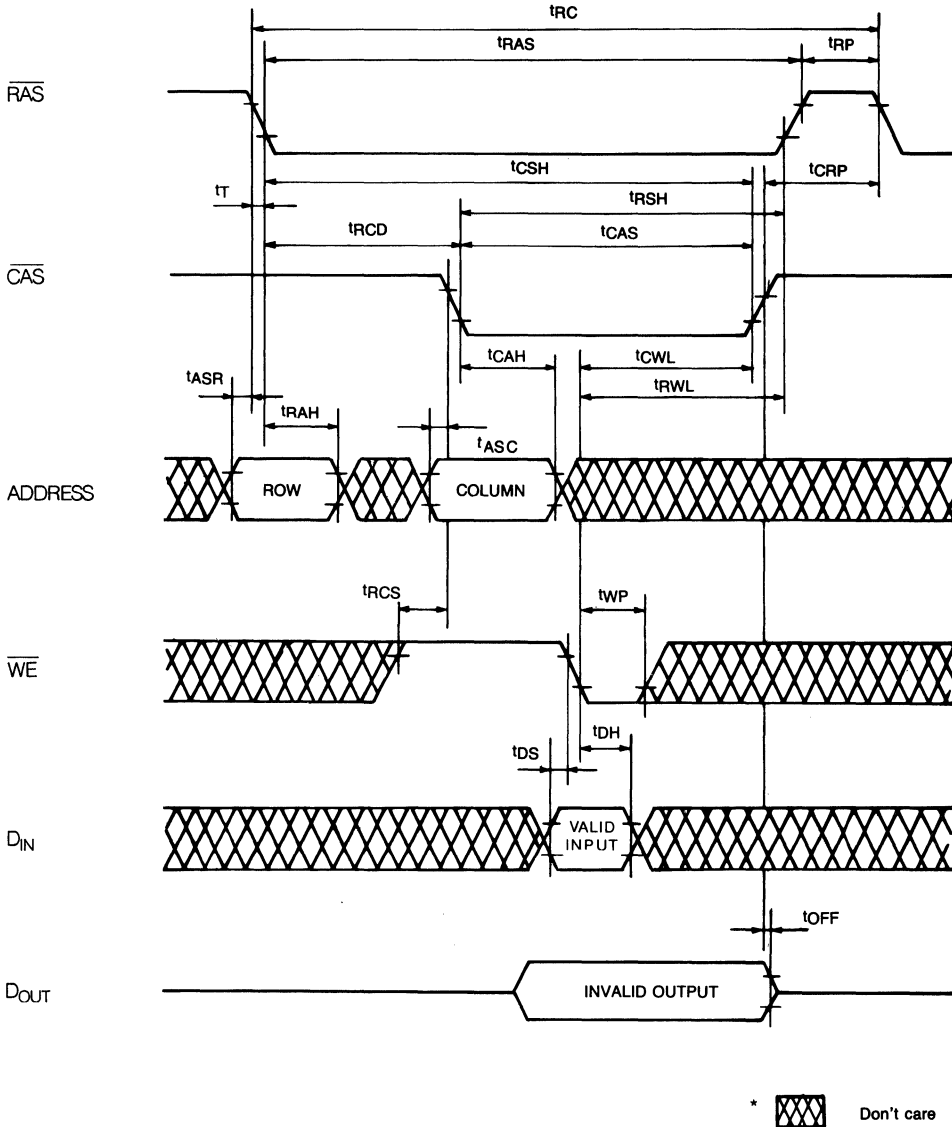 tRC
tRAS
tRP
RAS
tCSH
tCRP
tT
tRSH
tRCD
tCAS
CAS
tCAH
tCWL
tASR
tRWL
tRAH
tASC
ADDRESS
ROW
COLUMN
tRCS
tWP
WE
tDS
tDH
DIN
VALID
INPUT
tOFF
DOUT
INVALID OUTPUT
* Don't care